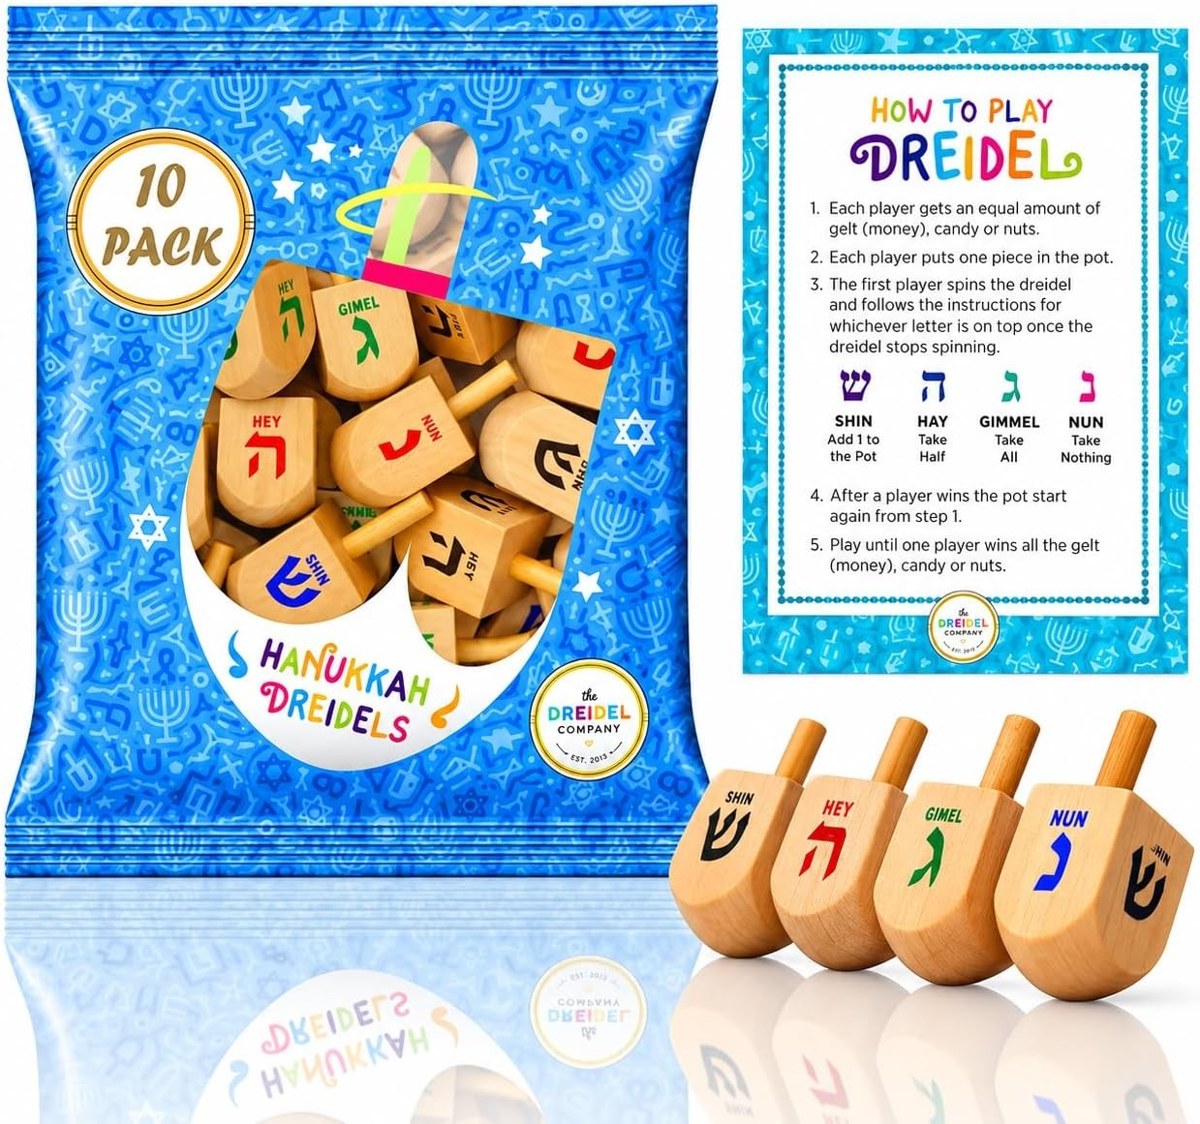 10
PACK
HEY
ה
GIMEL
ג
HEY
ה
נ
NUN
SHIN
ש
HEY
ה
SHIN
ש
HANUKKAH
DREIDELS
the
DREIDEL
COMPANY
EST. 2013
HOW TO PLAY
DREIDEL
1. Each player gets an equal amount of
gelt (money), candy or nuts.
2. Each player puts one piece in the pot.
3. The first player spins the dreidel
and follows the instructions for
whichever letter is on top once the
dreidel stops spinning.
ש ה ג נ
SHIN HAY GIMMEL NUN
Add 1 to Take Take Take
the Pot Half All Nothing
4. After a player wins the pot start
again from step 1.
5. Play until one player wins all the gelt
(money), candy or nuts.
the
DREIDEL
COMPANY
EST. 2013
SHIN
ש
HEY
ה
GIMEL
ג
NUN
נ
SHIN
ש